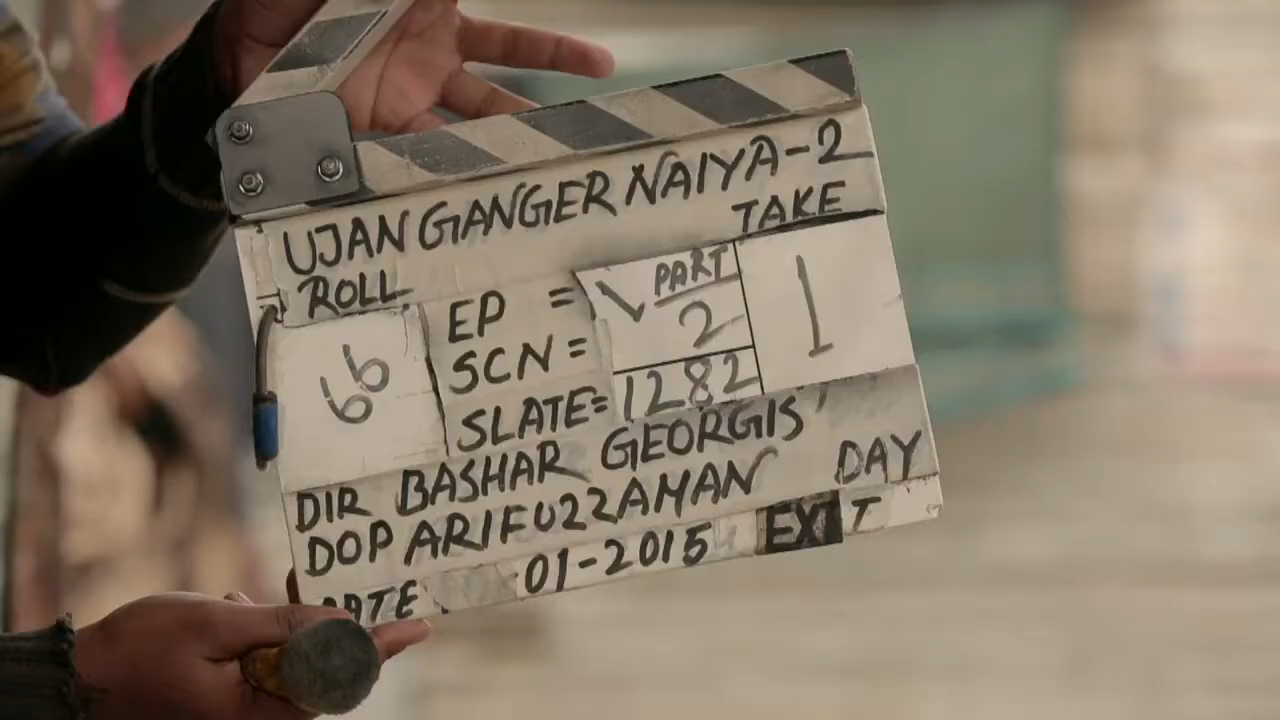 UJAN GANGER NAIYA-2
ROLL
TAKE
66
EP =
PART
2
1
SCN =
SLATE= 1282
DIR BASHAR GEORGIS'
DOP ARIFUZZAMAN
DAY
DATE 01-2015
EXT